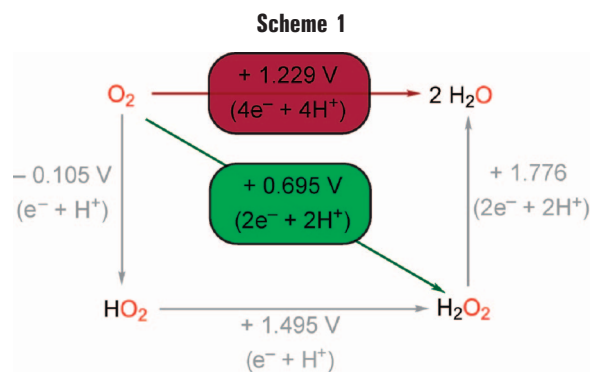 Scheme 1
+ 1.229 V
O₂
(4e⁻ + 4H⁺)
2 H₂O
– 0.105 V
(e⁻ + H⁺)
+ 0.695 V
(2e⁻ + 2H⁺)
+ 1.776
(2e⁻ + 2H⁺)
HO₂
H₂O₂
+ 1.495 V
(e⁻ + H⁺)